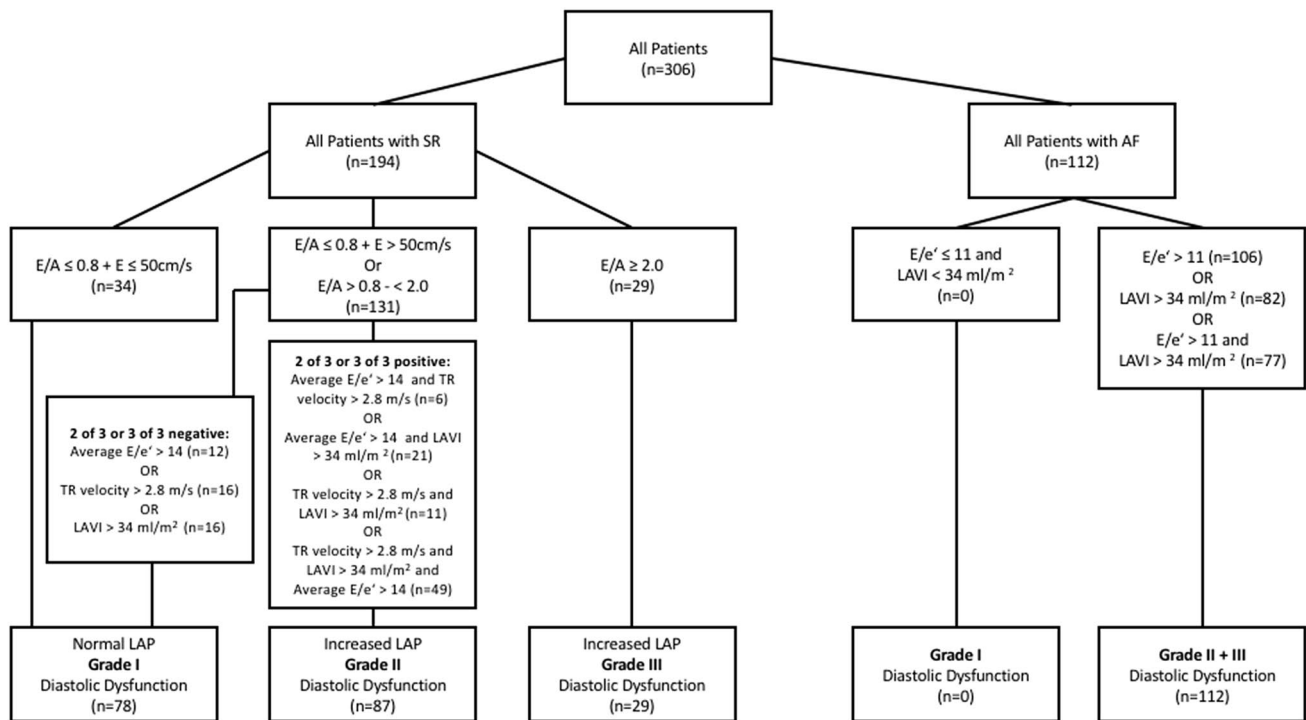 All Patients
(n=306)
All Patients with SR
(n=194)
All Patients with AF
(n=112)
E/A ≤ 0.8 + E ≤ 50cm/s
(n=34)
E/A ≤ 0.8 + E > 50cm/s
Or
E/A > 0.8 - < 2.0
(n=131)
E/A ≥ 2.0
(n=29)
E/e‘ ≤ 11 and
LAVI < 34 ml/m ²
(n=0)
E/e‘ > 11 (n=106)
OR
LAVI > 34 ml/m ² (n=82)
OR
E/e‘ > 11 and
LAVI > 34 ml/m ² (n=77)
2 of 3 or 3 of 3 negative:
Average E/e‘ > 14 (n=12)
OR
TR velocity > 2.8 m/s (n=16)
OR
LAVI > 34 ml/m² (n=16)
2 of 3 or 3 of 3 positive:
Average E/e‘ > 14 and TR
velocity > 2.8 m/s (n=6)
OR
Average E/e‘ > 14 and LAVI
> 34 ml/m ² (n=21)
OR
TR velocity > 2.8 m/s and
LAVI > 34 ml/m² (n=11)
OR
TR velocity > 2.8 m/s and
LAVI > 34 ml/m² and
Average E/e‘ > 14 (n=49)
Normal LAP
Grade I
Diastolic Dysfunction
(n=78)
Increased LAP
Grade II
Diastolic Dysfunction
(n=87)
Increased LAP
Grade III
Diastolic Dysfunction
(n=29)
Grade I
Diastolic Dysfunction
(n=0)
Grade II + III
Diastolic Dysfunction
(n=112)